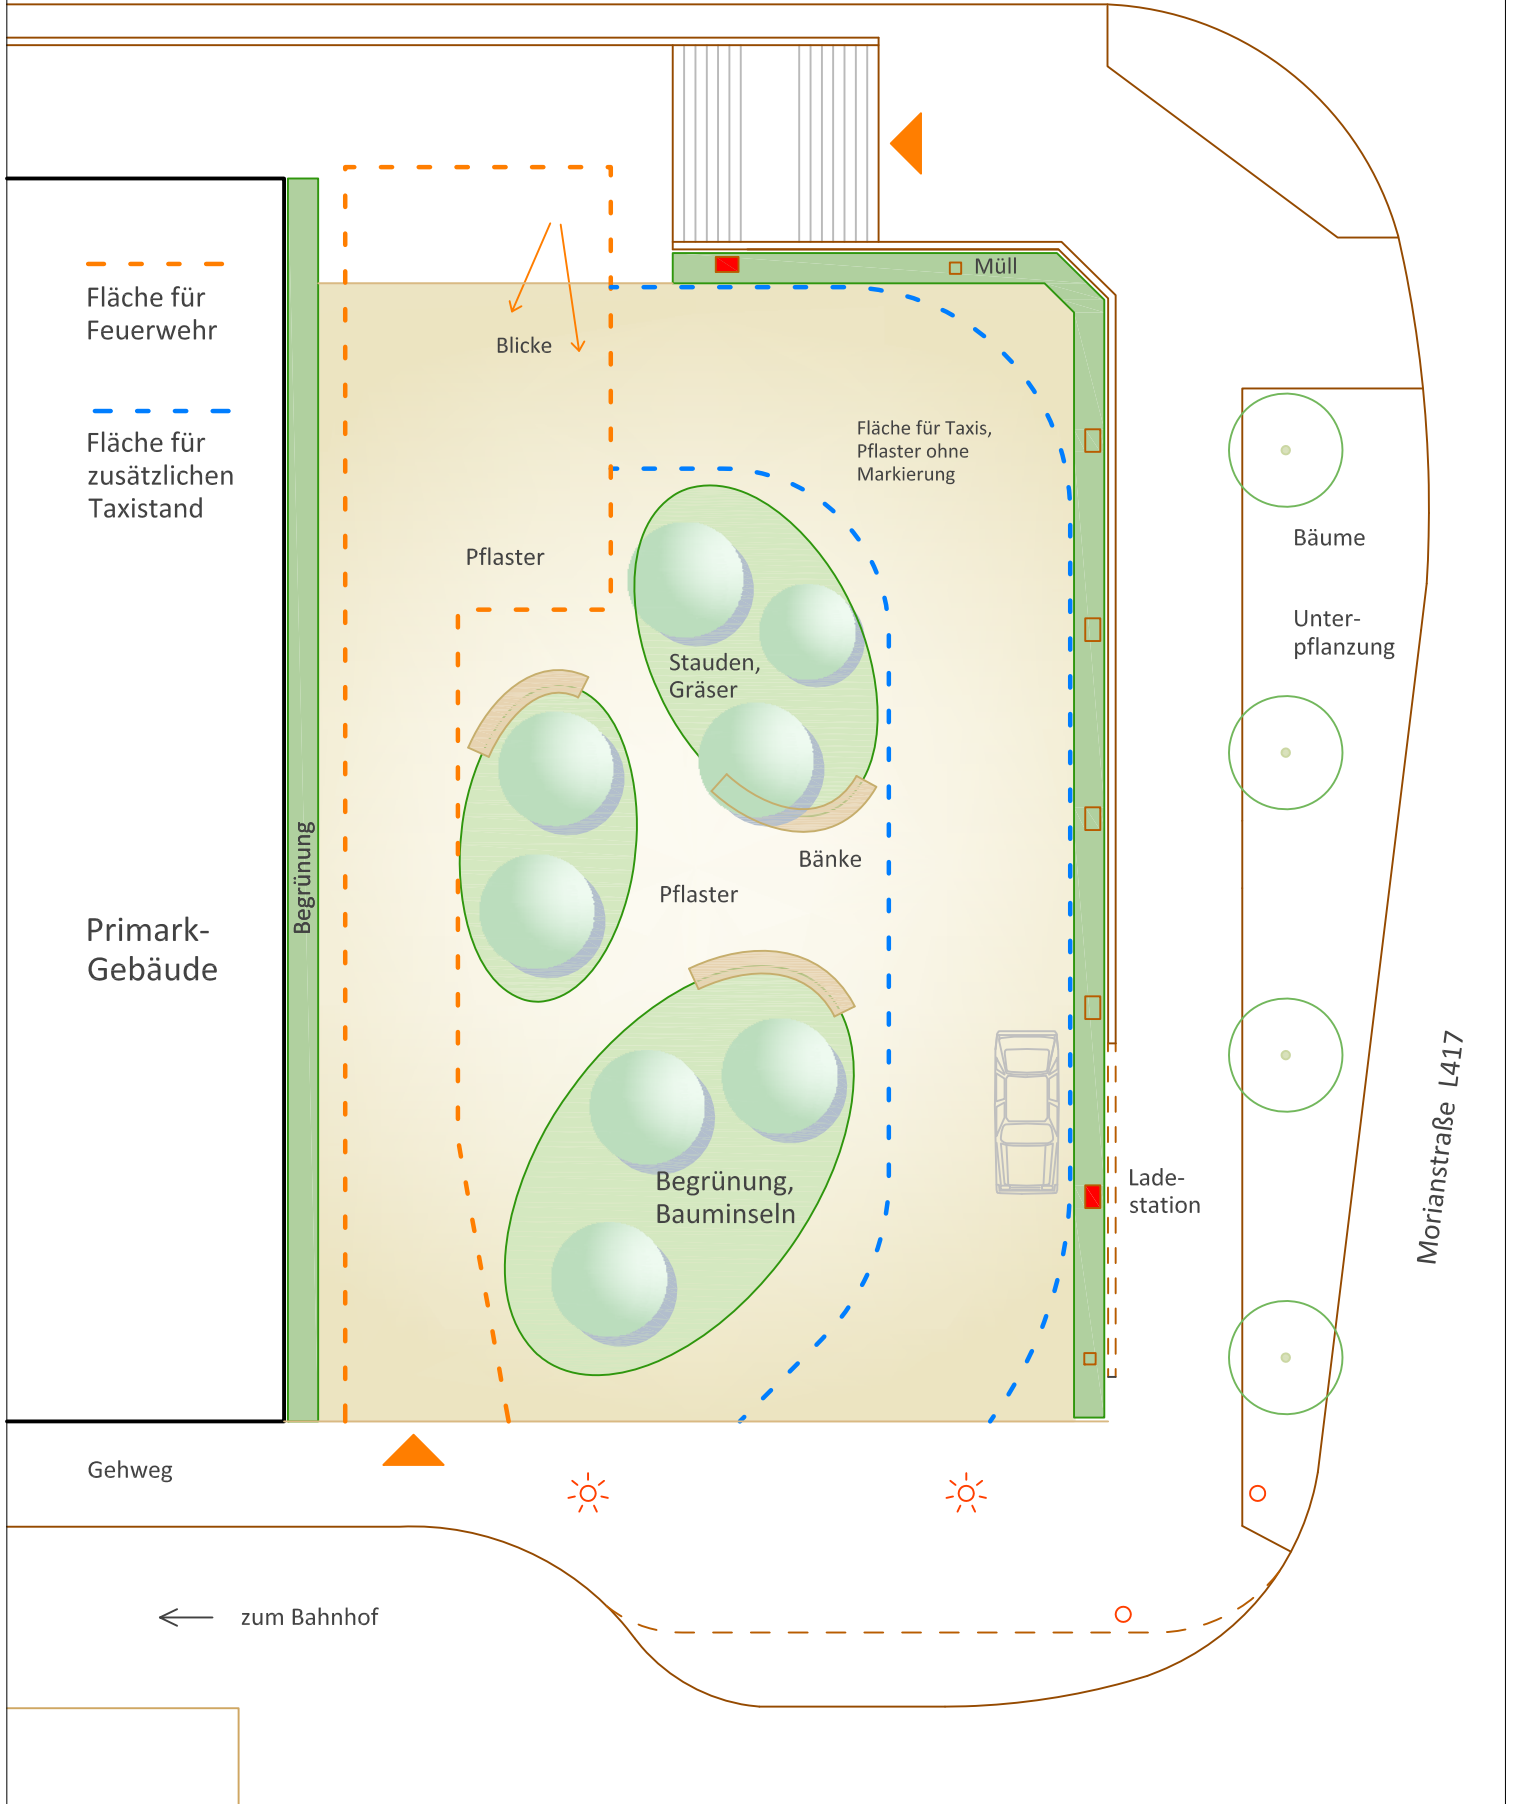 Müll
Fläche für
Feuerwehr
Blicke
Fläche für
zusätzlichen
Taxistand
Fläche für Taxis,
Pflaster ohne
Markierung
Bäume
Pflaster
Unter-
pflanzung
Stauden,
Gräser
Bänke
Begrünung
Pflaster
Primark-
Gebäude
Begrünung,
Bauminseln
Lade-
station
Morianstraße L417
Gehweg
zum Bahnhof